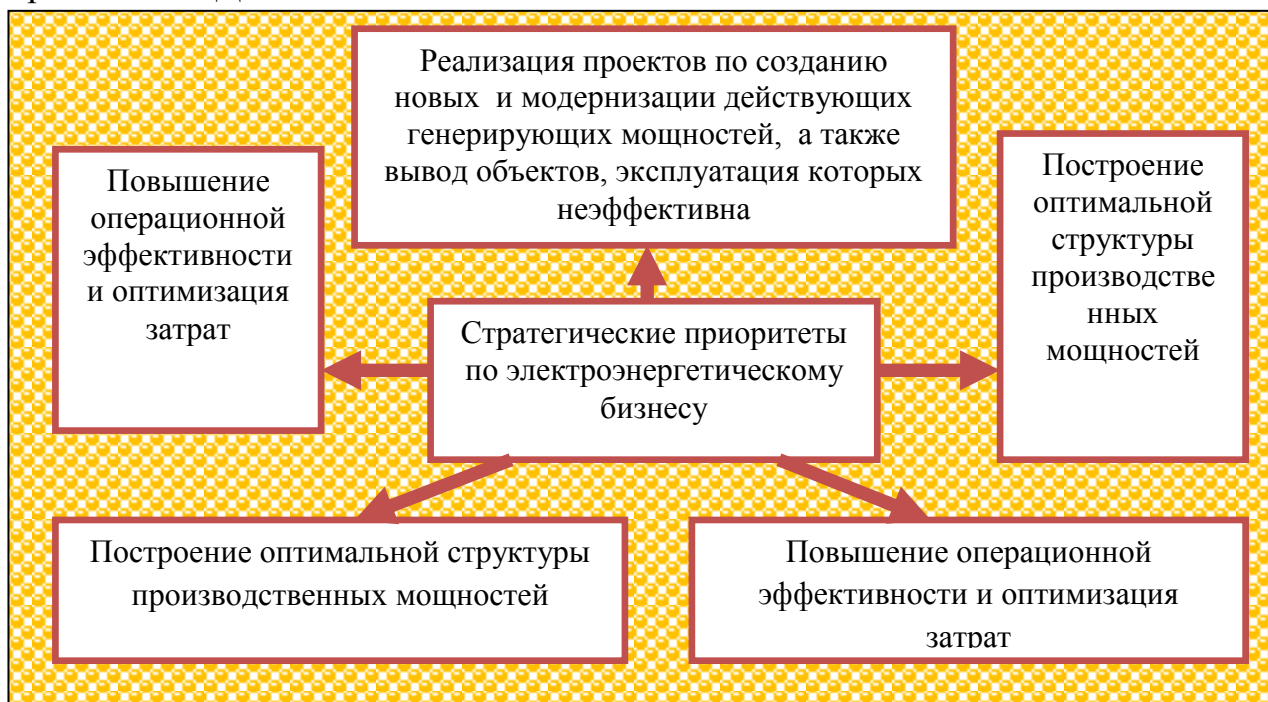 Реализация проектов по созданию
новых и модернизации действующих
генерирующих мощностей, а также
вывод объектов, эксплуатация которых
неэффективна
Повышение
операционной
эффективности
и оптимизация
затрат
Построение
оптимальной
структуры
производстве
нных
мощностей
Стратегические приоритеты
по электроэнергетическому
бизнесу
Построение оптимальной структуры
производственных мощностей
Повышение операционной
эффективности и оптимизация
затрат